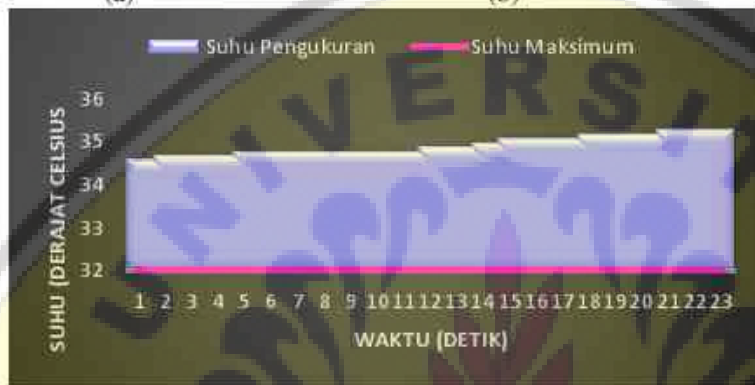 (a) (b)
Suhu Pengukuran Suhu Maksimum
SUHU (DERAJAT CELSIUS
36
35
34
33
32
1 2 3 4 5 6 7 8 9 10 11 12 13 14 15 16 17 18 19 20 21 22 23
WAKTU (DETIK)
UNIVERSI